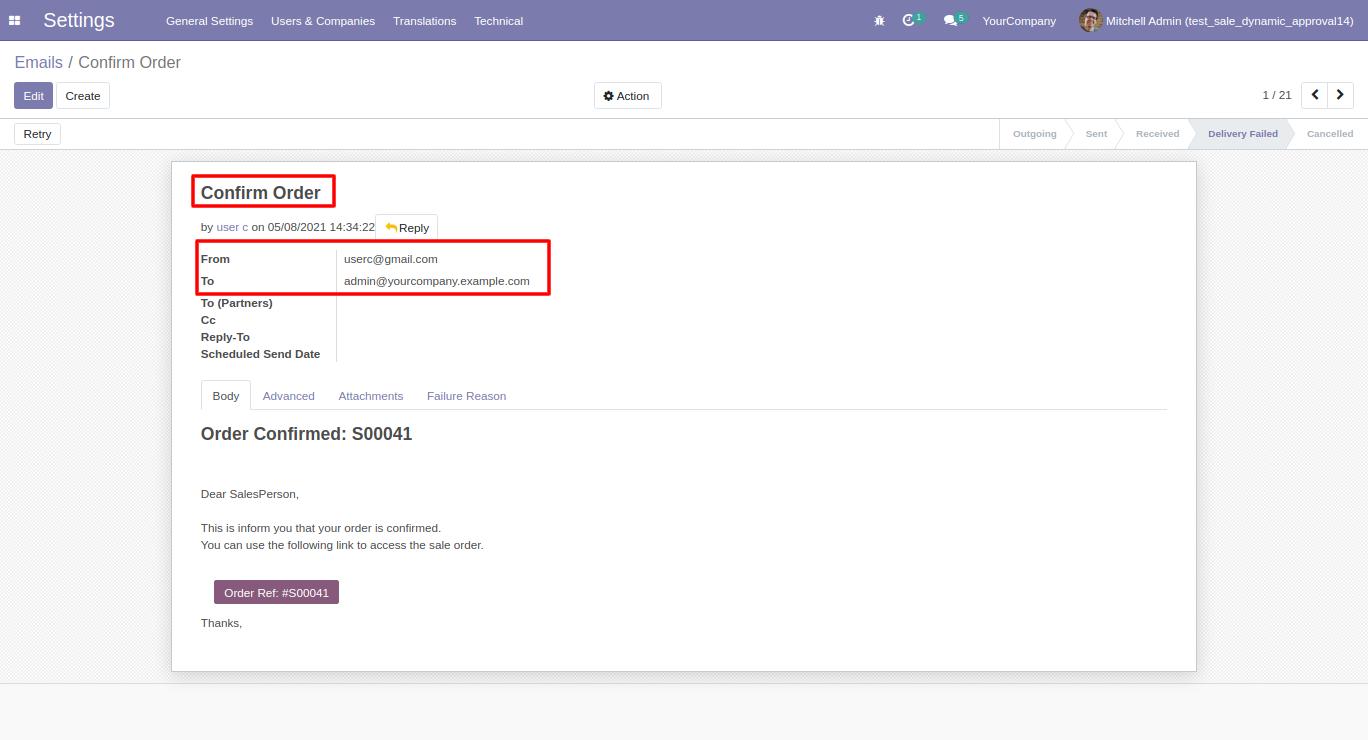 Settings General Settings Users & Companies Translations Technical 1 5 YourCompany Mitchell Admin (test_sale_dynamic_approval14)
Emails / Confirm Order
Edit Create Action 1 / 21
Retry Outgoing Sent Received Delivery Failed Cancelled
Confirm Order
by user c on 05/08/2021 14:34:22 Reply
From userc@gmail.com
To admin@yourcompany.example.com
To (Partners)
Cc
Reply-To
Scheduled Send Date
Body Advanced Attachments Failure Reason
Order Confirmed: S00041
Dear SalesPerson,
This is inform you that your order is confirmed.
You can use the following link to access the sale order.
Order Ref: #S00041
Thanks,